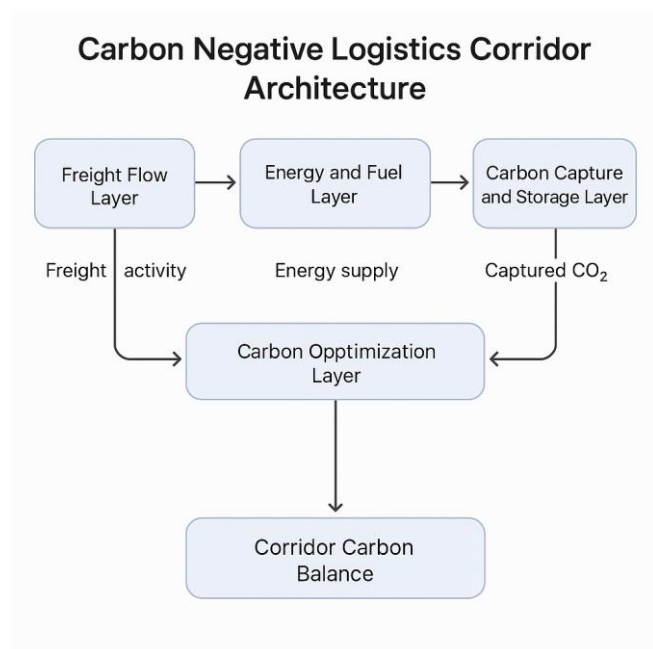 Carbon Negative Logistics Corridor
Architecture
Freight Flow
Layer
Energy and Fuel
Layer
Carbon Capture
and Storage Layer
Freight activity
Energy supply
Captured CO₂
Carbon Opptimization
Layer
Corridor Carbon
Balance